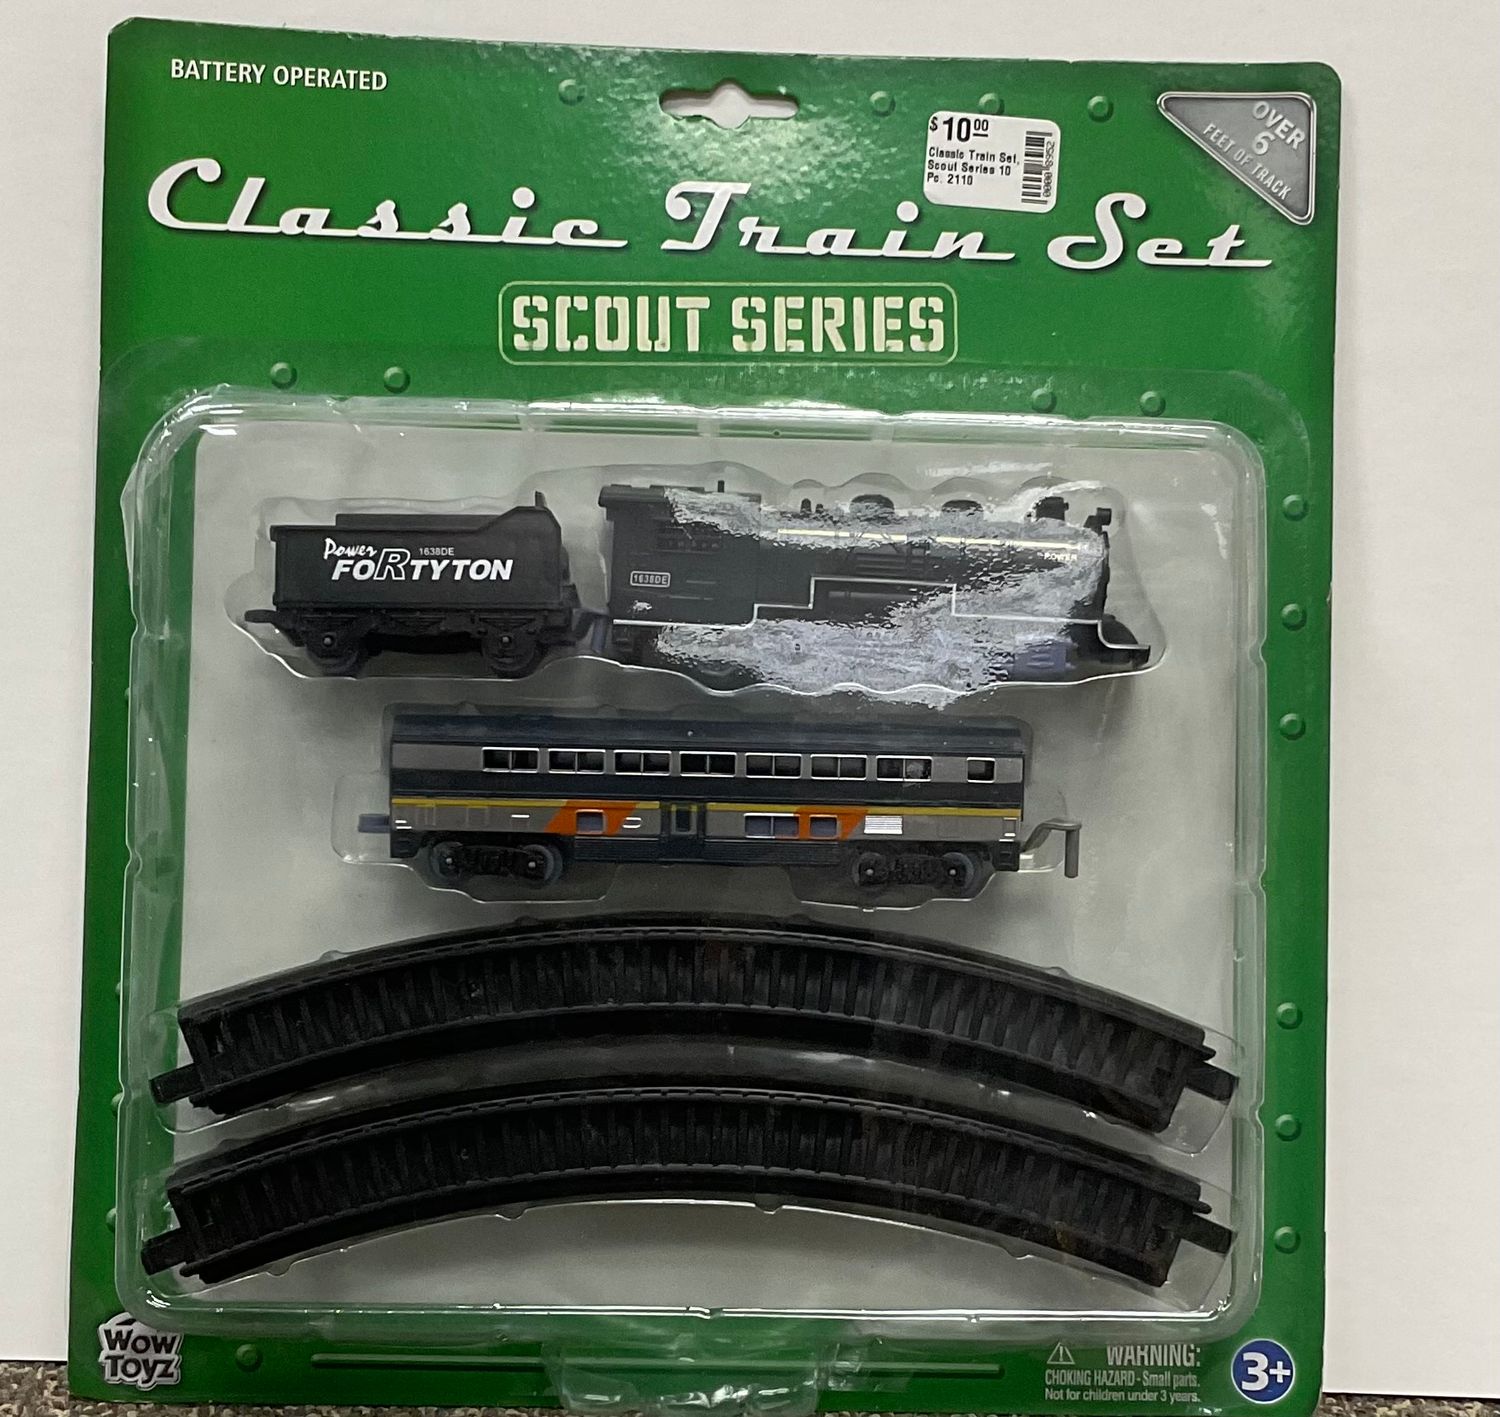 BATTERY OPERATED
$10.00
Classic Train Set,
Scout Series 10
Pc. 2110
OVER
6
FEET OF TRACK
Classic Train Set
SCOUT SERIES
Power 1638DE
FORTYTON
1638DE
POWER
WOW
TOYZ
WARNING:
CHOKING HAZARD - Small parts.
Not for children under 3 years.
3+